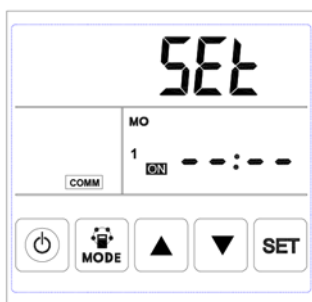 SEt
MO
1 ON --:--
COMM
MODE
SET